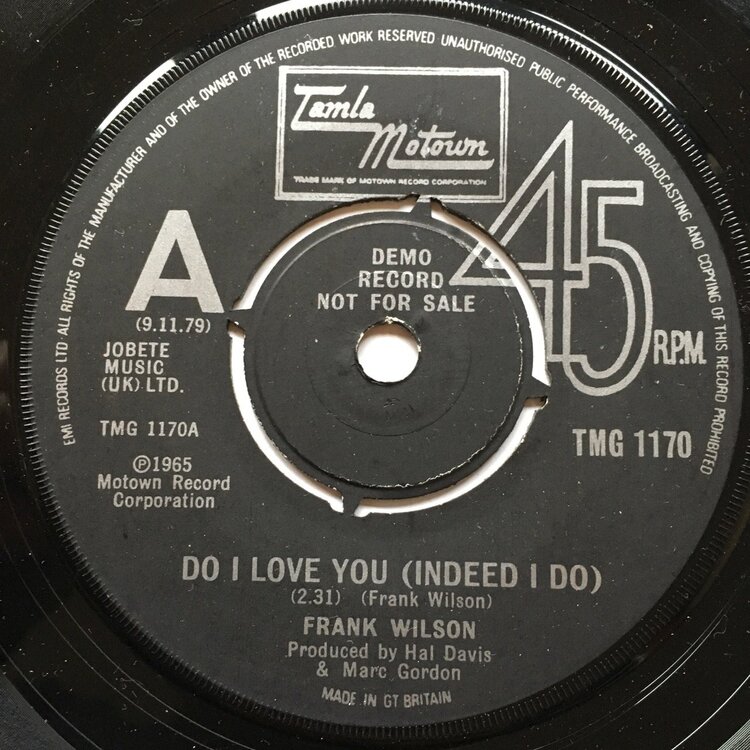 EMI RECORDS LTD ALL RIGHTS OF THE MANUFACTURER AND OF THE OWNER OF THE RECORDED WORK RESERVED UNAUTHORISED PUBLIC PERFORMANCE BROADCASTING AND COPYING OF THIS RECORD PROHIBITED
Tamla
Motown
TRADE MARK OF MOTOWN RECORD CORPORATION
45
R.P.M.
A
(9.11.79)
DEMO
RECORD
NOT FOR SALE
JOBETE
MUSIC
(UK) LTD.
TMG 1170A
TMG 1170
℗1965
Motown Record
Corporation
DO I LOVE YOU (INDEED I DO)
(2.31) (Frank Wilson)
FRANK WILSON
Produced by Hal Davis
& Marc Gordon
MADE IN GT BRITAIN